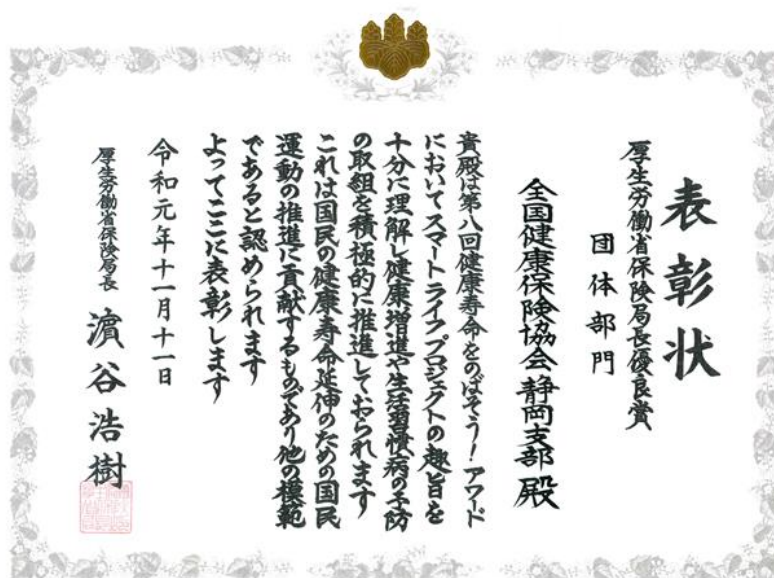 表彰状
厚生労働省保険局長優良賞
団体部門
全国健康保険協会静岡支部殿
貴殿は第八回健康寿命をのばそう!アワード
においてスマートライフプロジェクトの趣旨を
十分に理解し健康増進や生活習慣病の予防
の取組を積極的に推進しておられます
これは国民の健康寿命延伸のための国民
運動の推進に貢献するものであり他の模範
であると認められます
よってここに表彰します
令和元年十一月十一日
厚生労働省保険局長
濵谷浩樹